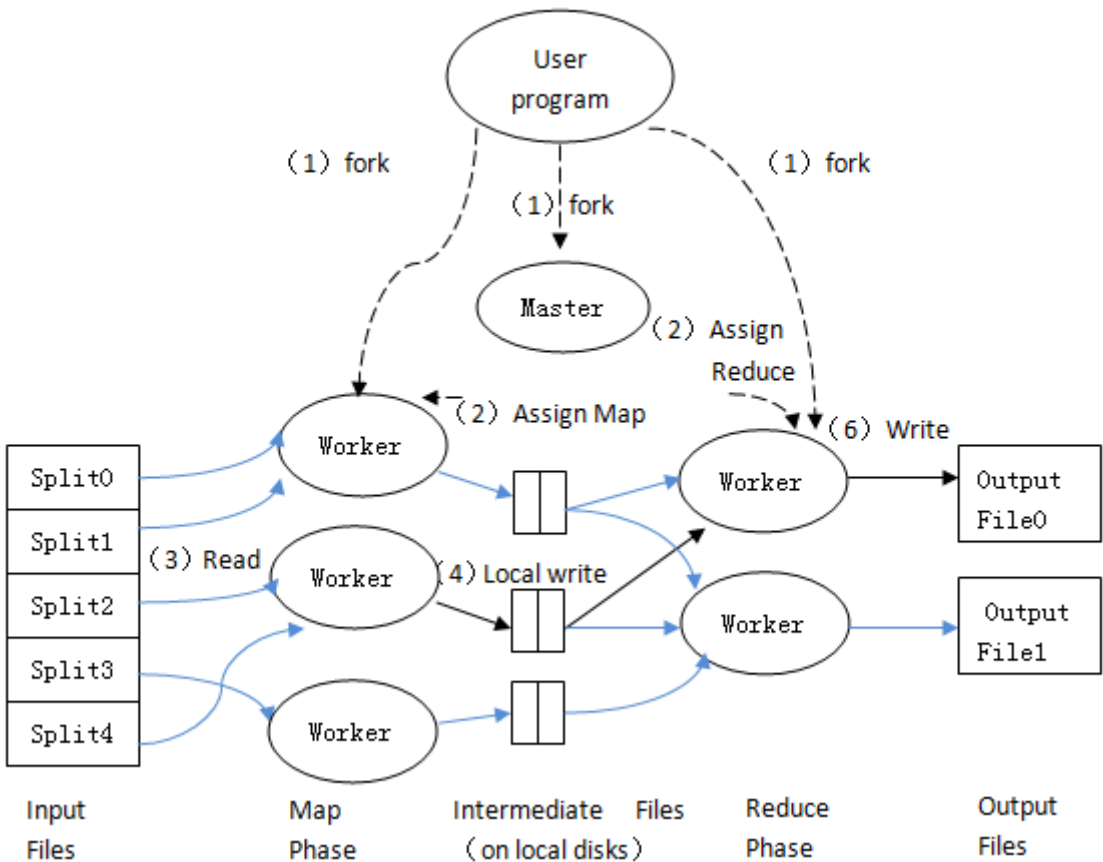 User
program
（1）fork
（1）fork
（1）fork
Master
（2）Assign
Reduce
（2）Assign Map
（6）Write
Worker
Split0
Worker
Output
File0
Split1
（3）Read
Worker
（4）Local write
Split2
Worker
Output
File1
Split3
Split4
Worker
Input
Files
Map
Phase
Intermediate Files
（on local disks）
Reduce
Phase
Output
Files